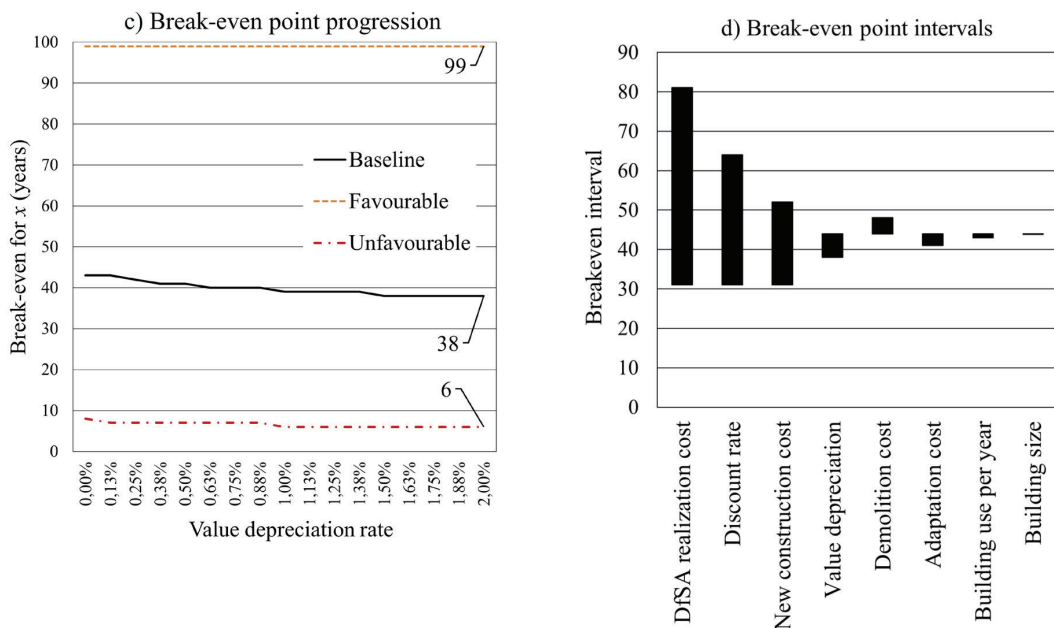 c) Break-even point progression
100
90
80
70
60
50
40
30
20
10
0
Break-even for x (years)
99
Baseline
Favourable
Unfavourable
38
6
0,00%
0,13%
0,25%
0,38%
0,50%
0,63%
0,75%
0,88%
1,00%
1,13%
1,25%
1,38%
1,50%
1,63%
1,75%
1,88%
2,00%
Value depreciation rate
d) Break-even point intervals
90
80
70
60
50
40
30
20
10
0
Breakeven interval
DfSA realization cost
Discount rate
New construction cost
Value depreciation
Demolition cost
Adaptation cost
Building use per year
Building size